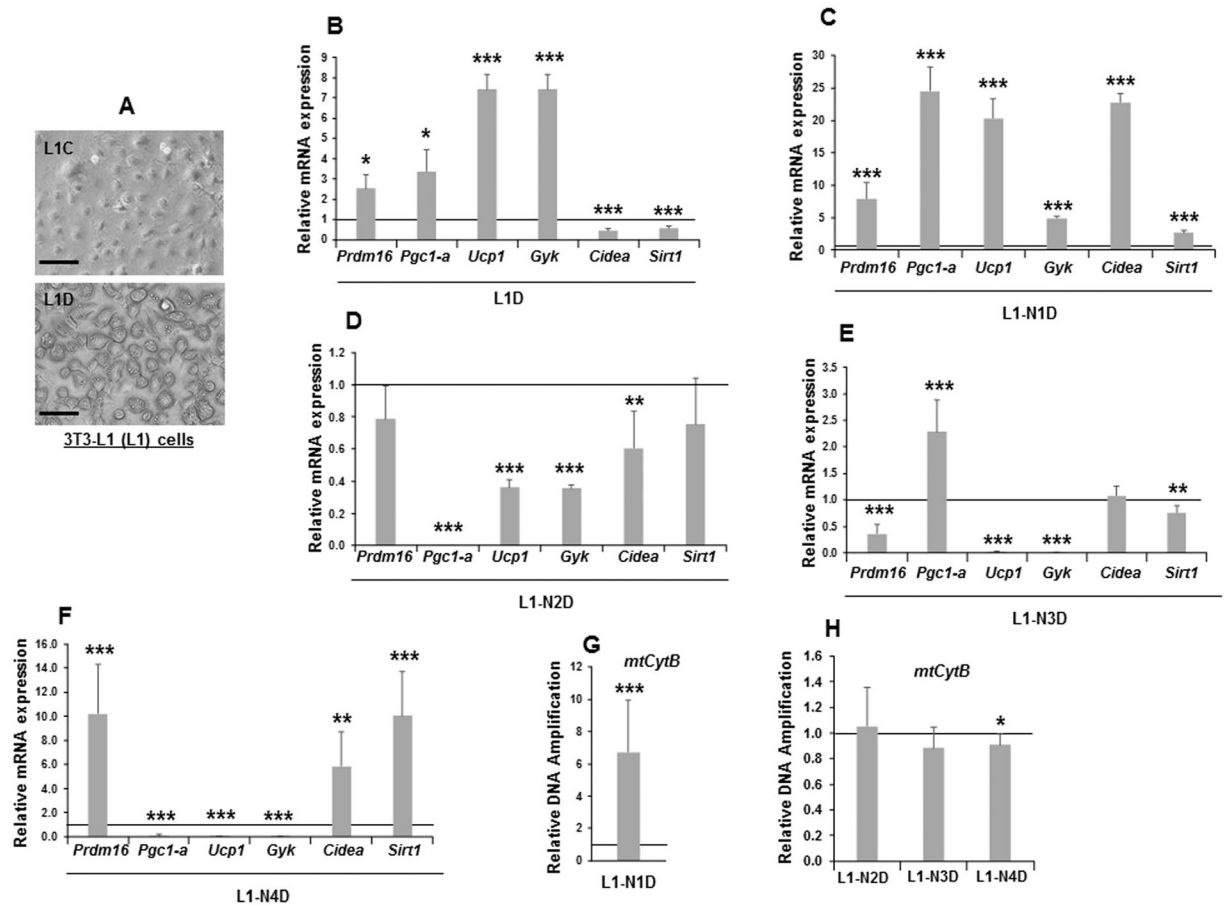 A
L1C
L1D
3T3-L1 (L1) cells
B
Relative mRNA expression
9
8
7
6
5
4
3
2
1
0
*
*
***
***
***
***
Prdm16 Pgc1-a Ucp1 Gyk Cidea Sirt1
L1D
C
Relative mRNA expression
30
25
20
15
10
5
0
***
***
***
***
***
***
Prdm16 Pgc1-a Ucp1 Gyk Cidea Sirt1
L1-N1D
D
Relative mRNA expression
1.2
1.0
0.8
0.6
0.4
0.2
0.0
***
***
***
**
Prdm16 Pgc1-a Ucp1 Gyk Cidea Sirt1
L1-N2D
E
Relative mRNA expression
3.5
3.0
2.5
2.0
1.5
1.0
0.5
0.0
***
***
***
***
**
Prdm16 Pgc1-a Ucp1 Gyk Cidea Sirt1
L1-N3D
F
Relative mRNA expression
16.0
14.0
12.0
10.0
8.0
6.0
4.0
2.0
0.0
***
***
***
***
**
***
Prdm16 Pgc1-a Ucp1 Gyk Cidea Sirt1
L1-N4D
G
mtCytB
Relative DNA Amplification
12
10
8
6
4
2
0
***
L1-N1D
H
mtCytB
Relative DNA Amplification
1.6
1.4
1.2
1.0
0.8
0.6
0.4
0.2
0.0
*
L1-N2D L1-N3D L1-N4D